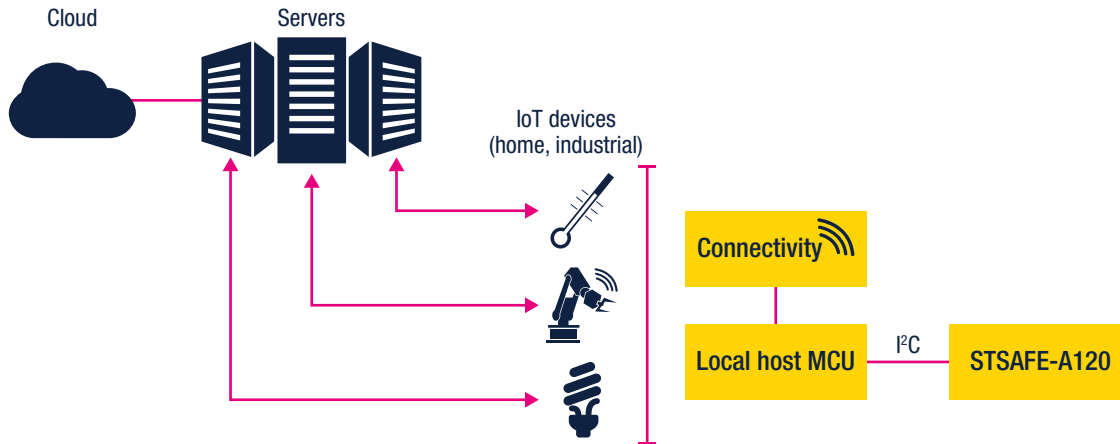 Cloud
Servers
IoT devices
(home, industrial)
Connectivity
Local host MCU
I²C
STSAFE-A120